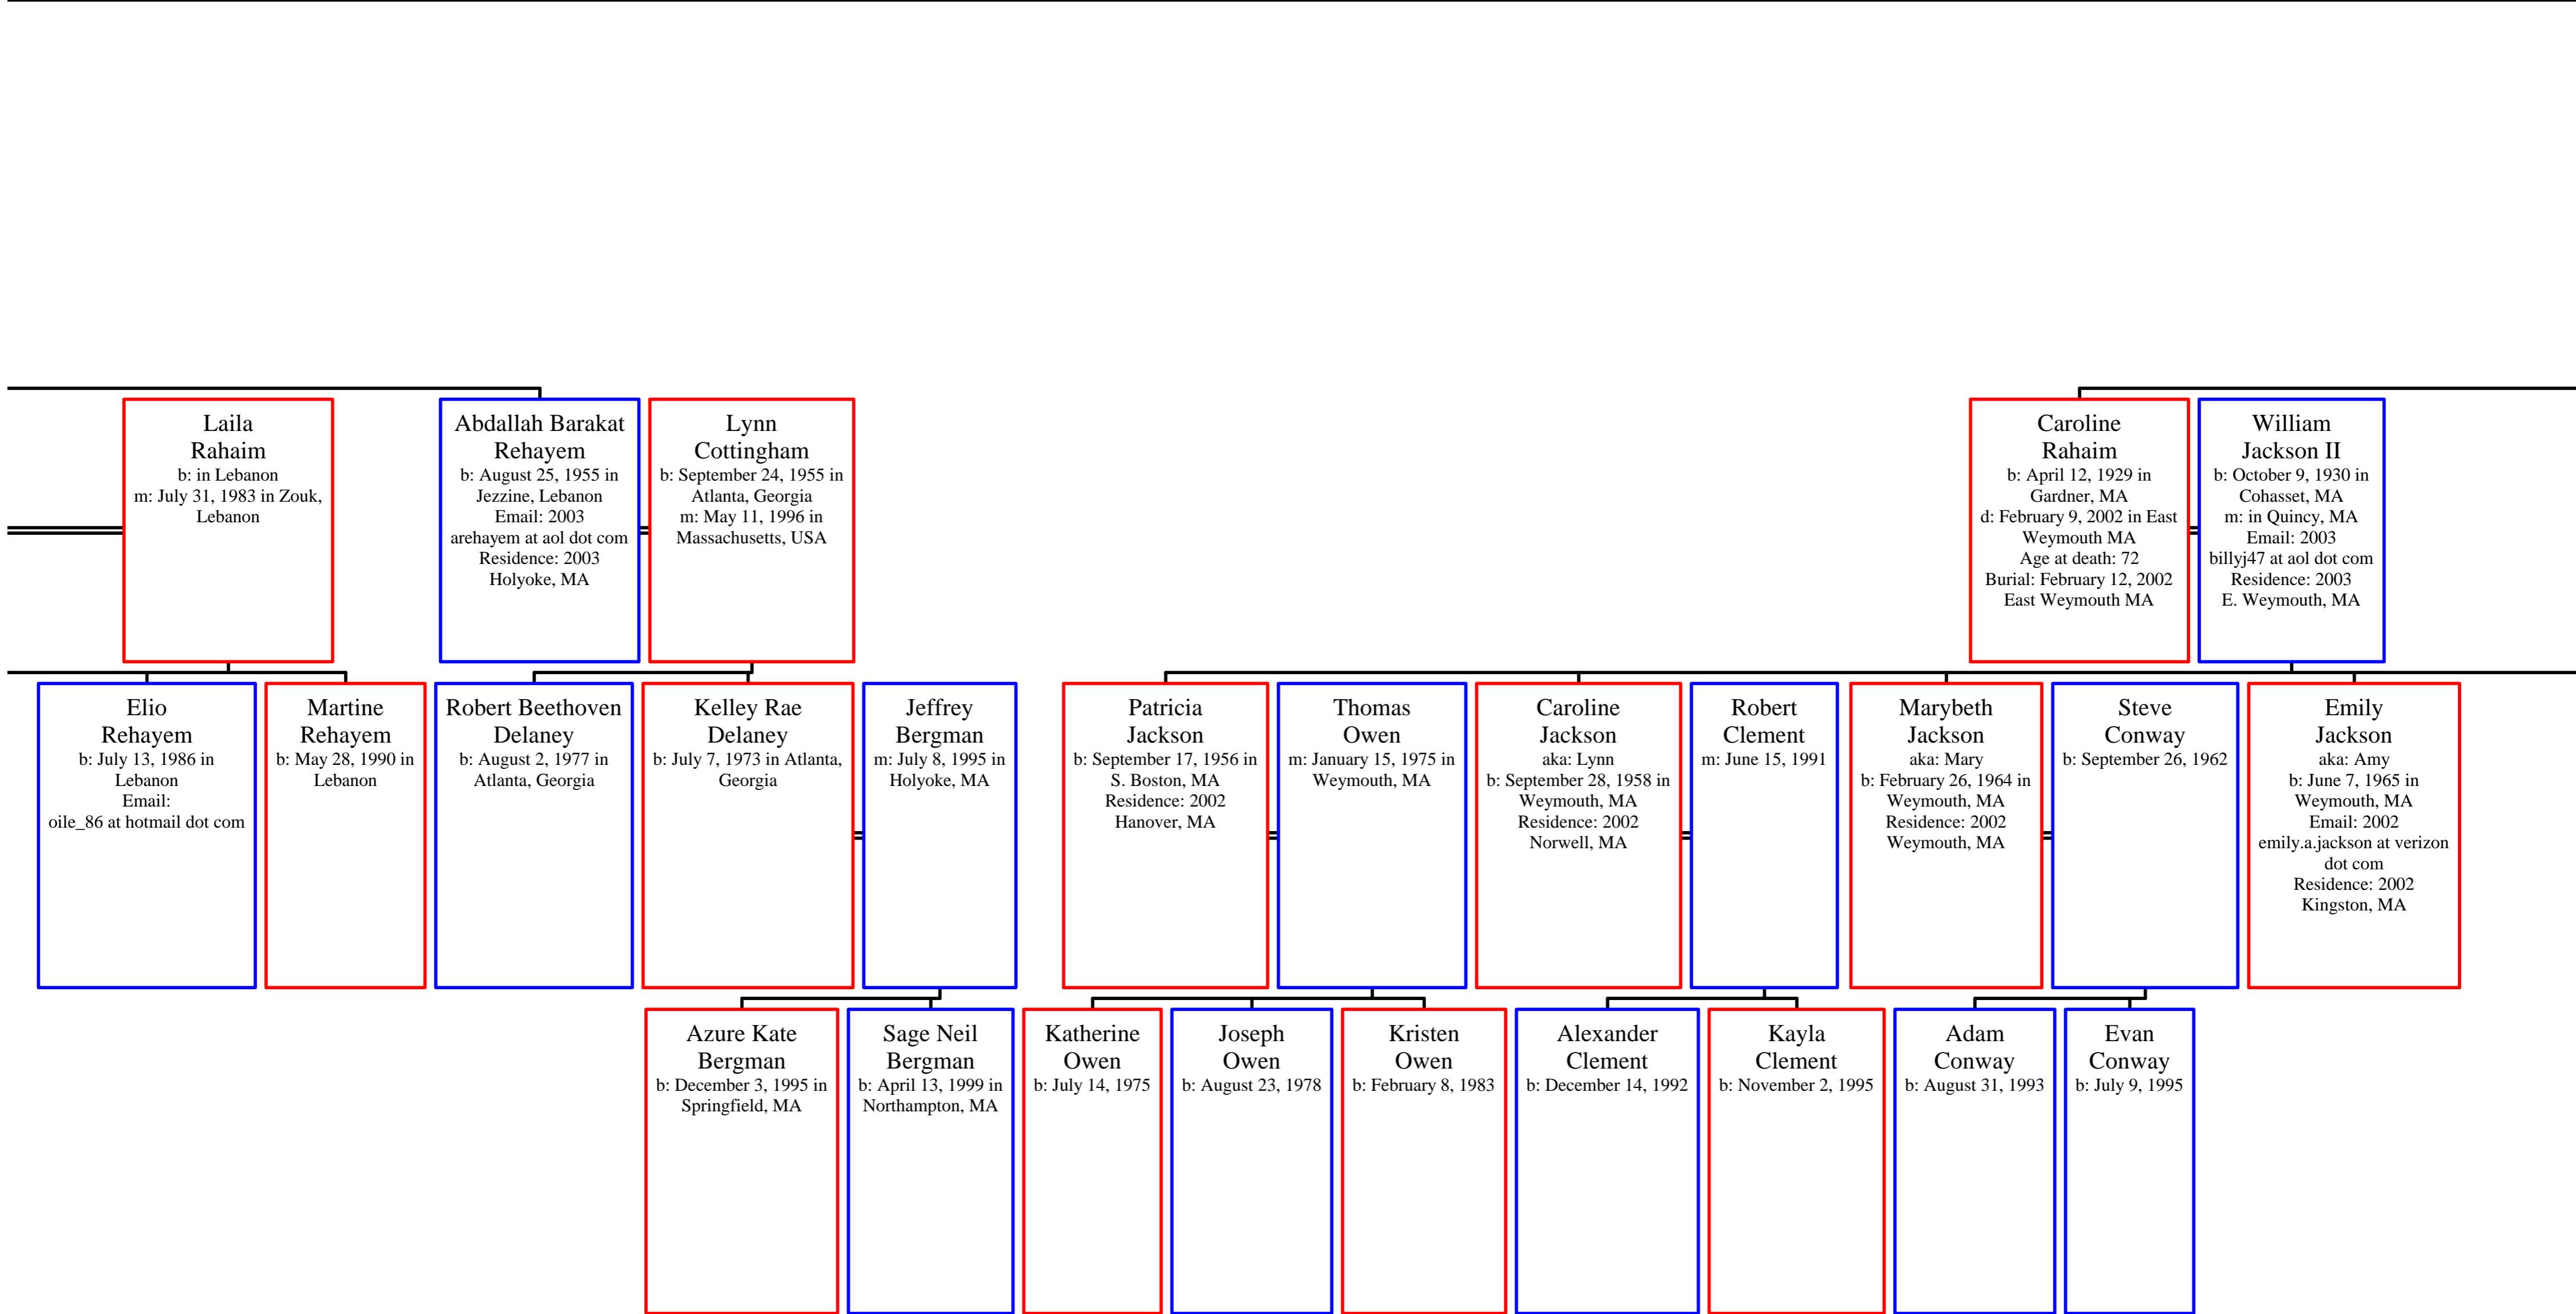 Laila
Rahaim
b: in Lebanon
m: July 31, 1983 in Zouk,
Lebanon
Abdallah Barakat
Rehayem
b: August 25, 1955 in
Jezzine, Lebanon
Email: 2003
arehayem at aol dot com
Residence: 2003
Holyoke, MA
Lynn
Cottingham
b: September 24, 1955 in
Atlanta, Georgia
m: May 11, 1996 in
Massachusetts, USA
Caroline
Rahaim
b: April 12, 1929 in
Gardner, MA
d: February 9, 2002 in East
Weymouth MA
Age at death: 72
Burial: February 12, 2002
East Weymouth MA
William
Jackson II
b: October 9, 1930 in
Cohasset, MA
m: in Quincy, MA
Email: 2003
billyj47 at aol dot com
Residence: 2003
E. Weymouth, MA
Elio
Rehayem
b: July 13, 1986 in
Lebanon
Email:
oile_86 at hotmail dot com
Martine
Rehayem
b: May 28, 1990 in
Lebanon
Robert Beethoven
Delaney
b: August 2, 1977 in
Atlanta, Georgia
Kelley Rae
Delaney
b: July 7, 1973 in Atlanta,
Georgia
Jeffrey
Bergman
m: July 8, 1995 in
Holyoke, MA
Patricia
Jackson
b: September 17, 1956 in
S. Boston, MA
Residence: 2002
Hanover, MA
Thomas
Owen
m: January 15, 1975 in
Weymouth, MA
Caroline
Jackson
aka: Lynn
b: September 28, 1958 in
Weymouth, MA
Residence: 2002
Norwell, MA
Robert
Clement
m: June 15, 1991
Marybeth
Jackson
aka: Mary
b: February 26, 1964 in
Weymouth, MA
Residence: 2002
Weymouth, MA
Steve
Conway
b: September 26, 1962
Emily
Jackson
aka: Amy
b: June 7, 1965 in
Weymouth, MA
Email: 2002
emily.a.jackson at verizon
dot com
Residence: 2002
Kingston, MA
Azure Kate
Bergman
b: December 3, 1995 in
Springfield, MA
Sage Neil
Bergman
b: April 13, 1999 in
Northampton, MA
Katherine
Owen
b: July 14, 1975
Joseph
Owen
b: August 23, 1978
Kristen
Owen
b: February 8, 1983
Alexander
Clement
b: December 14, 1992
Kayla
Clement
b: November 2, 1995
Adam
Conway
b: August 31, 1993
Evan
Conway
b: July 9, 1995